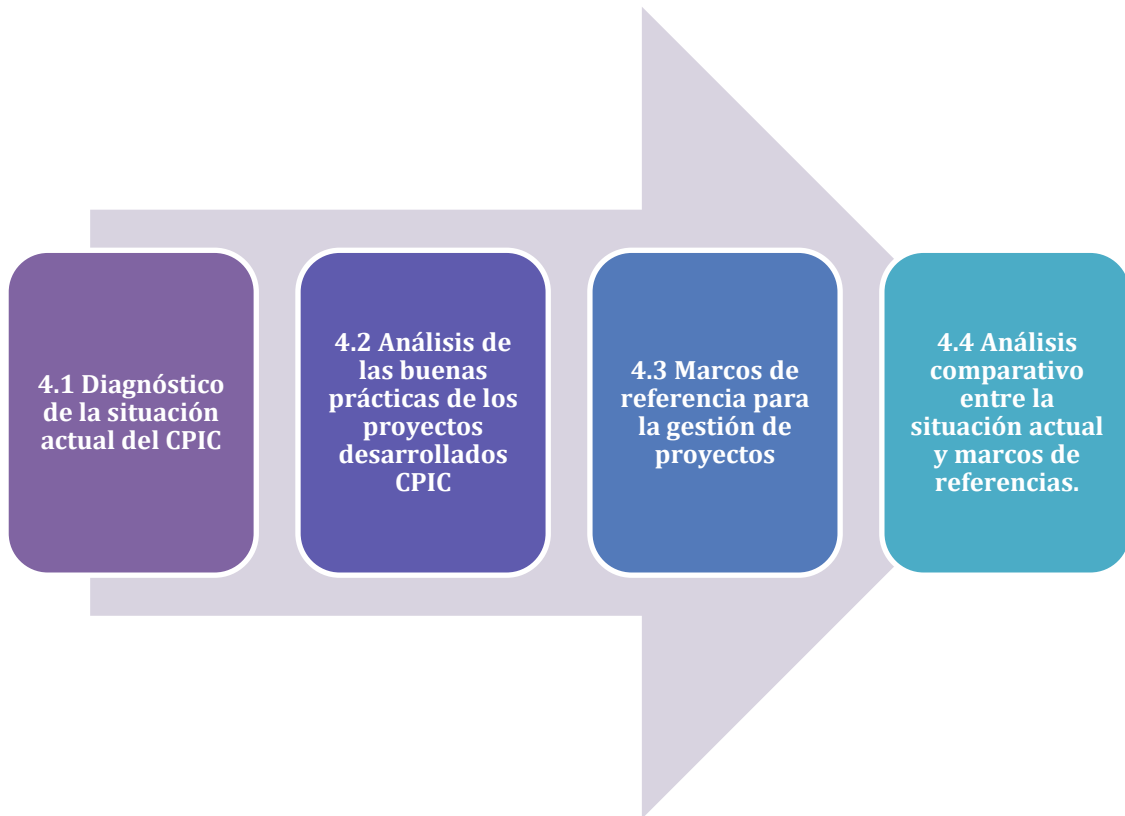 4.1 Diagnóstico
de la situación
actual del CPIC
4.2 Análisis de
las buenas
prácticas de los
proyectos
desarrollados
CPIC
4.3 Marcos de
referencia para
la gestión de
proyectos
4.4 Análisis
comparativo
entre la
situación actual
y marcos de
referencias.